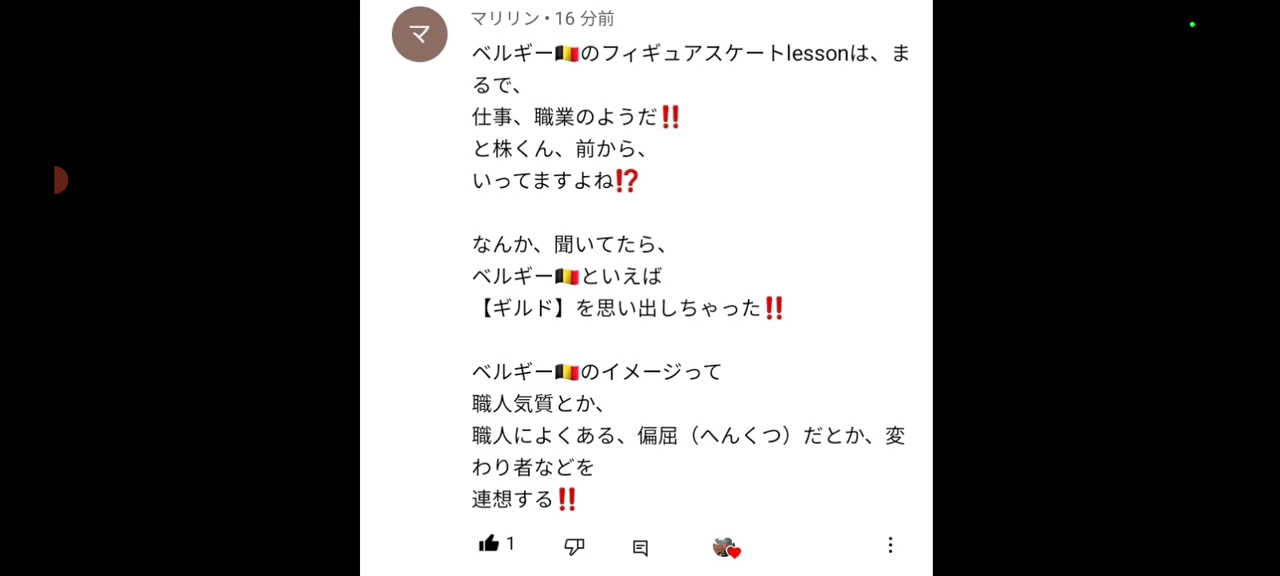 マ
マリリン • 16 分前
ベルギー🇧🇪のフィギュアスケートlessonは、ま
るで、
仕事、職業のようだ‼️
と株くん、前から、
いってますよね⁉️
なんか、聞いてたら、
ベルギー🇧🇪といえば
【ギルド】を思い出しちゃった‼️
ベルギー🇧🇪のイメージって
職人気質とか、
職人によくある、偏屈（へんくつ）だとか、変
わり者などを
連想する‼️
1